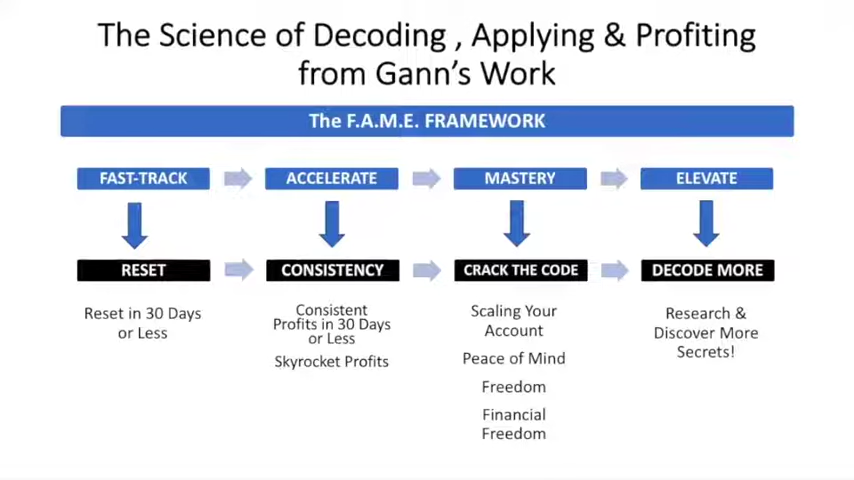 The Science of Decoding , Applying & Profiting
from Gann's Work
The F.A.M.E. FRAMEWORK
FAST-TRACK
ACCELERATE
MASTERY
ELEVATE
RESET
CONSISTENCY
CRACK THE CODE
DECODE MORE
Reset in 30 Days
or Less
Consistent
Profits in 30 Days
or Less
Skyrocket Profits
Scaling Your
Account
Peace of Mind
Freedom
Financial
Freedom
Research &
Discover More
Secrets!